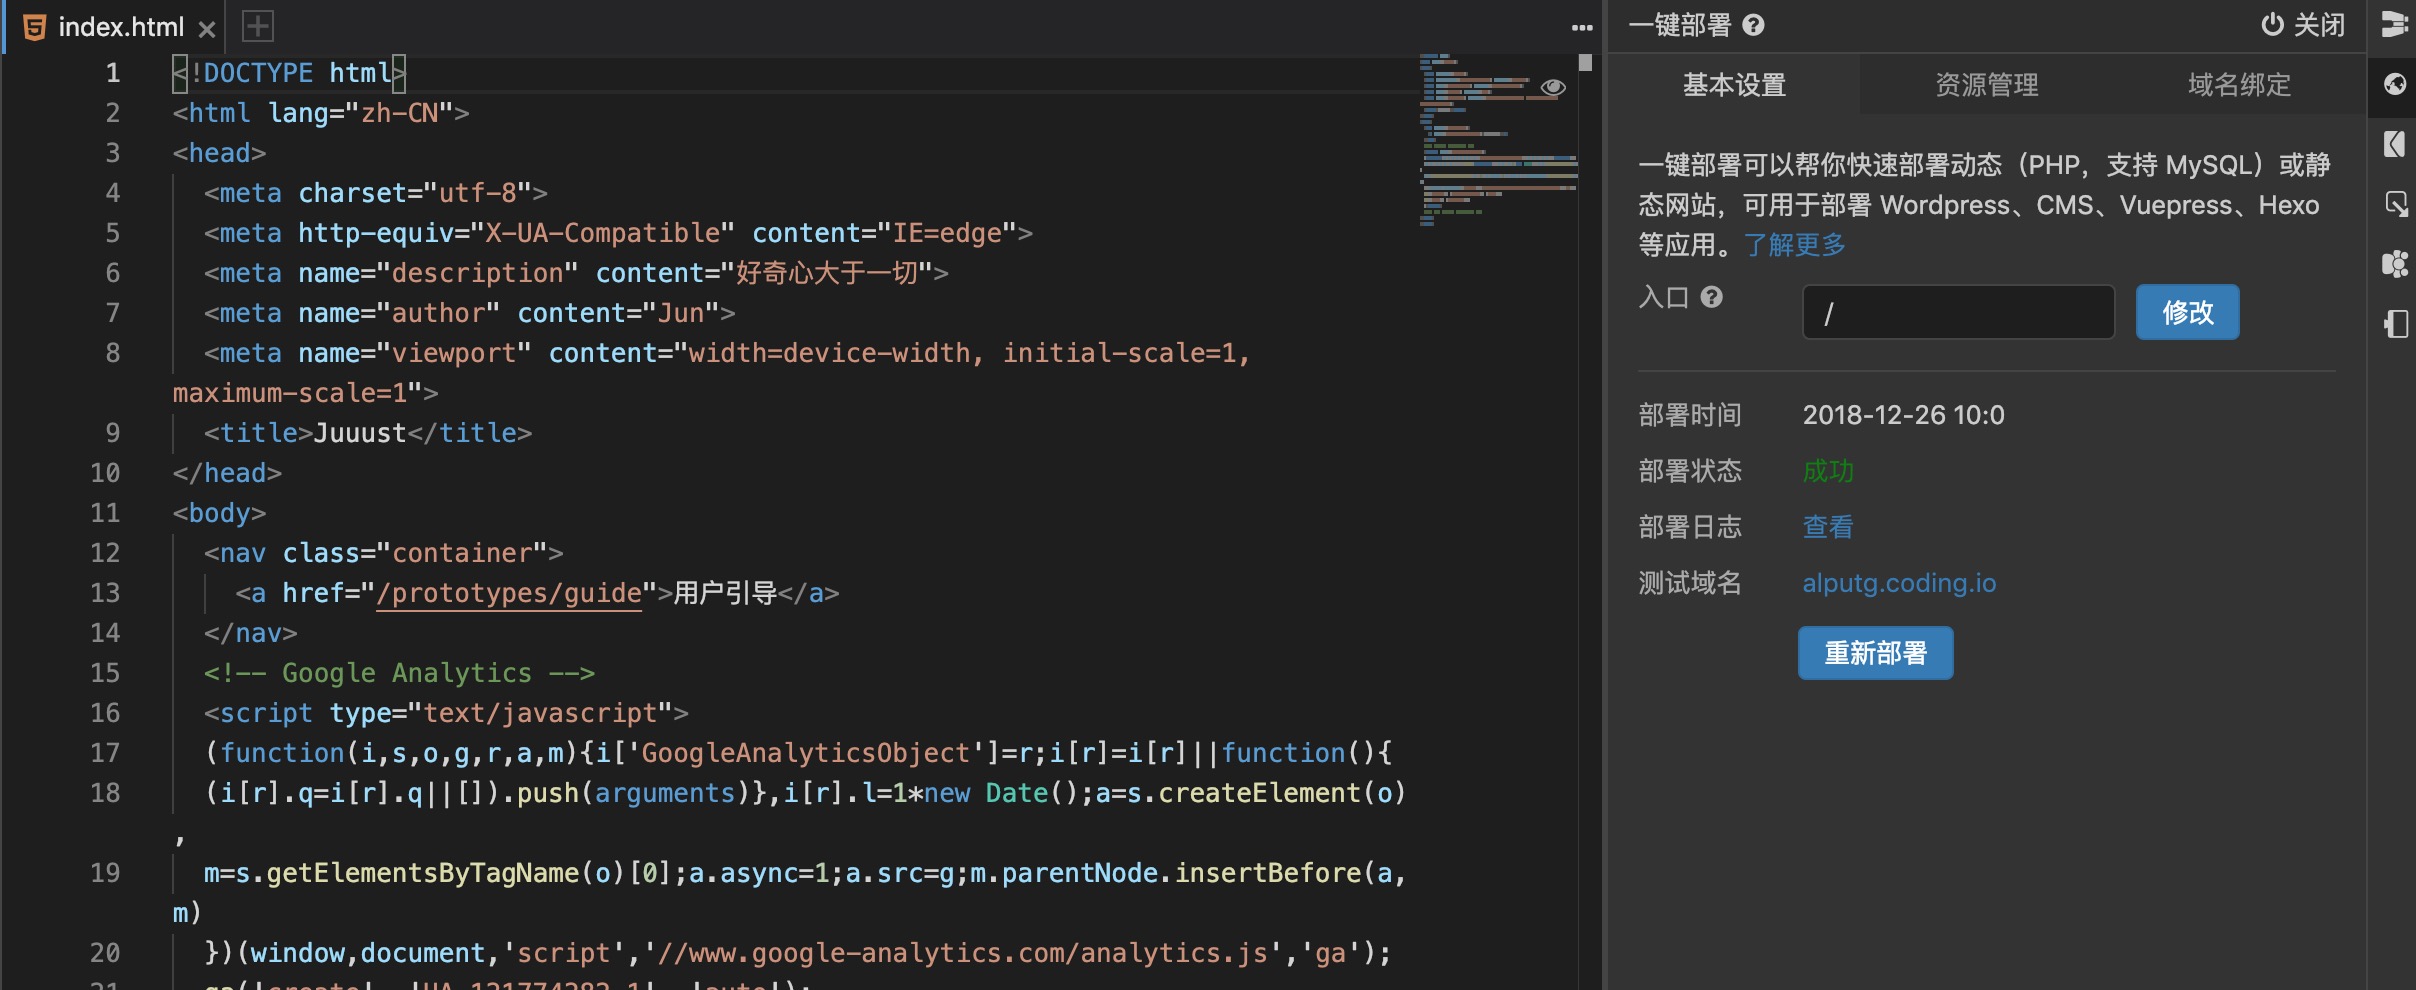 index.html
1 <!DOCTYPE html>
2 <html lang="zh-CN">
3 <head>
4 <meta charset="utf-8">
5 <meta http-equiv="X-UA-Compatible" content="IE=edge">
6 <meta name="description" content="好奇心大于一切">
7 <meta name="author" content="Jun">
8 <meta name="viewport" content="width=device-width, initial-scale=1,
maximum-scale=1">
9 <title>Juuust</title>
10 </head>
11 <body>
12 <nav class="container">
13 <a href="/prototypes/guide">用户引导</a>
14 </nav>
15 <!-- Google Analytics -->
16 <script type="text/javascript">
17 (function(i,s,o,g,r,a,m){i['GoogleAnalyticsObject']=r;i[r]=i[r]||function(){
18 (i[r].q=i[r].q||[]).push(arguments)},i[r].l=1*new Date();a=s.createElement(o)
,
19 m=s.getElementsByTagName(o)[0];a.async=1;a.src=g;m.parentNode.insertBefore(a,
m)
20 })(window,document,'script','//www.google-analytics.com/analytics.js','ga');
一键部署
关闭
基本设置 资源管理 域名绑定
一键部署可以帮你快速部署动态（PHP，支持 MySQL）或静
态网站，可用于部署 Wordpress、CMS、Vuepress、Hexo
等应用。了解更多
入口 / 修改
部署时间 2018-12-26 10:0
部署状态 成功
部署日志 查看
测试域名 alputg.coding.io
重新部署